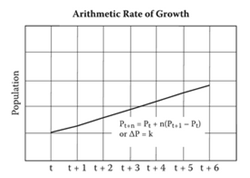 Arithmetic Rate of Growth
Population
Pt+n = Pt + n(Pt+1 – Pt)
or ΔP = k
t t + 1 t + 2 t + 3 t + 4 t + 5 t + 6